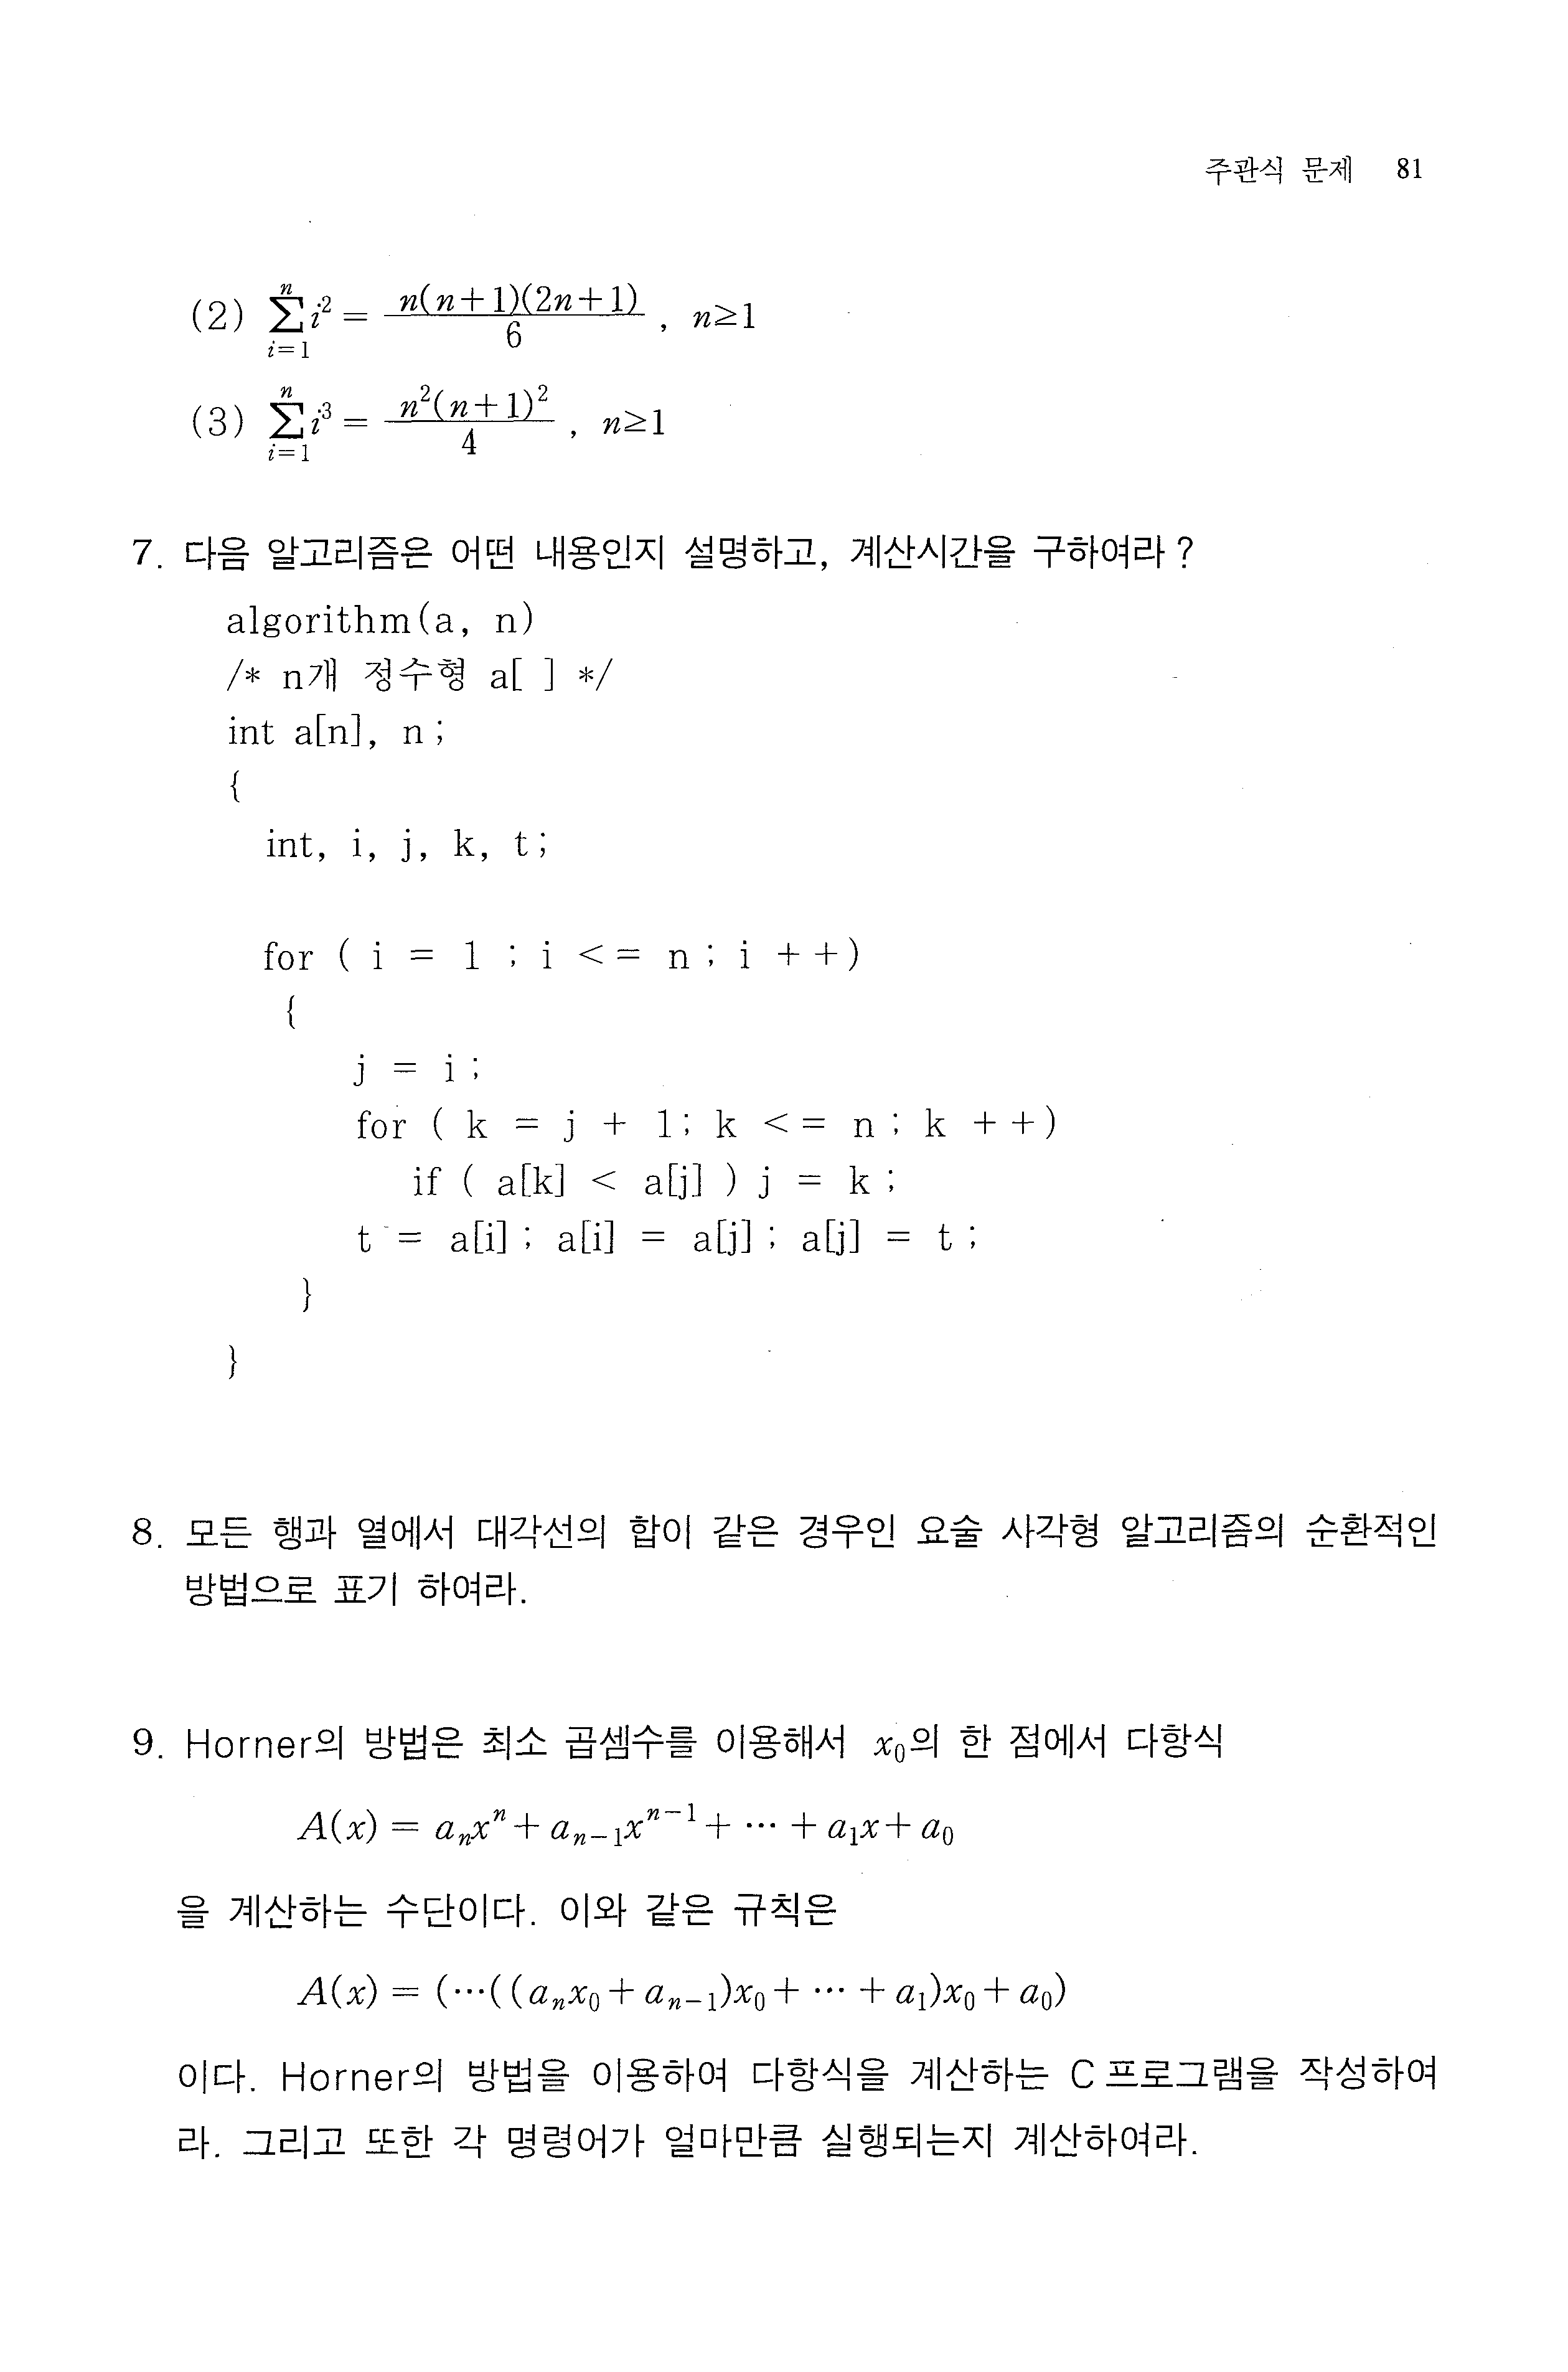 주관식 문제 81
(2) $\sum_{i=1}^{n} i^2 = \frac{n(n+1)(2n+1)}{6}$, $n \geq 1$
(3) $\sum_{i=1}^{n} i^3 = \frac{n^2(n+1)^2}{4}$, $n \geq 1$
7. 다음 알고리즘은 어떤 내용인지 설명하고, 계산시간을 구하여라?
algorithm(a, n)
/* n개 정수형 a[ ] */
int a[n], n;
{
int, i, j, k, t;
for ( i = 1 ; i <= n ; i ++)
{
j = i ;
for ( k = j + 1; k <= n ; k ++)
if ( a[k] < a[j] ) j = k ;
t = a[i] ; a[i] = a[j] ; a[j] = t ;
}
}
8. 모든 행과 열에서 대각선의 합이 같은 경우인 요술 사각형 알고리즘의 순환적인
방법으로 표기 하여라.
9. Horner의 방법은 최소 곱셈수를 이용해서 $x_0$의 한 점에서 다항식
$A(x) = a_n x^n + a_{n-1} x^{n-1} + \cdots + a_1 x + a_0$
을 계산하는 수단이다. 이와 같은 규칙은
$A(x) = (\cdots((a_n x_0 + a_{n-1})x_0 + \cdots + a_1)x_0 + a_0)$
이다. Horner의 방법을 이용하여 다항식을 계산하는 C 프로그램을 작성하여
라. 그리고 또한 각 명령어가 얼마만큼 실행되는지 계산하여라.